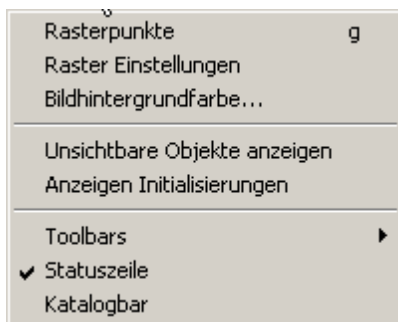 Rasterpunkte g
Raster Einstellungen
Bildhintergrundfarbe...
Unsichtbare Objekte anzeigen
Anzeigen Initialisierungen
Toolbars
Statuszeile
Katalogbar